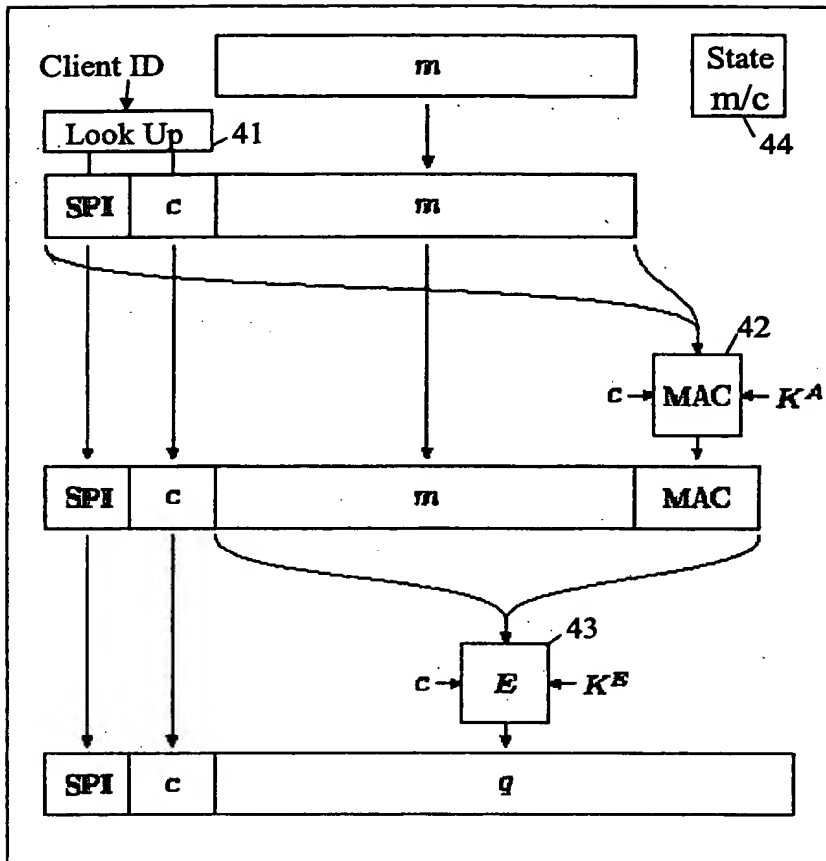 m
State
m/c
44
Client ID
Look Up
41
SPI c m
42
c MAC K^A
SPI c m MAC
43
c E K^E
SPI c q